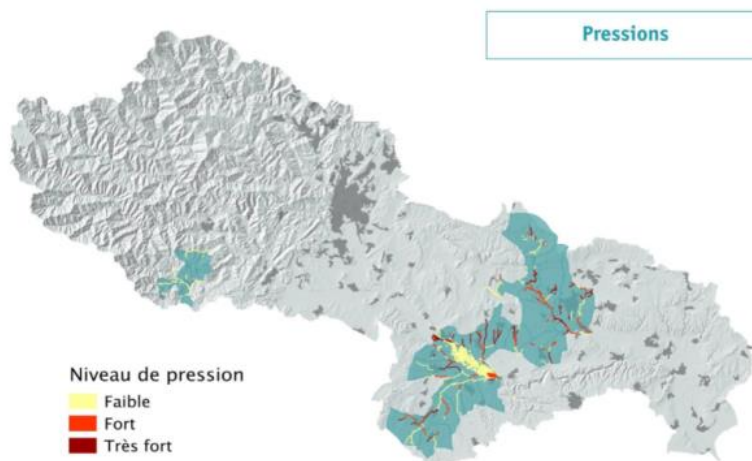 Pressions
Niveau de pression
Faible
Fort
Très fort